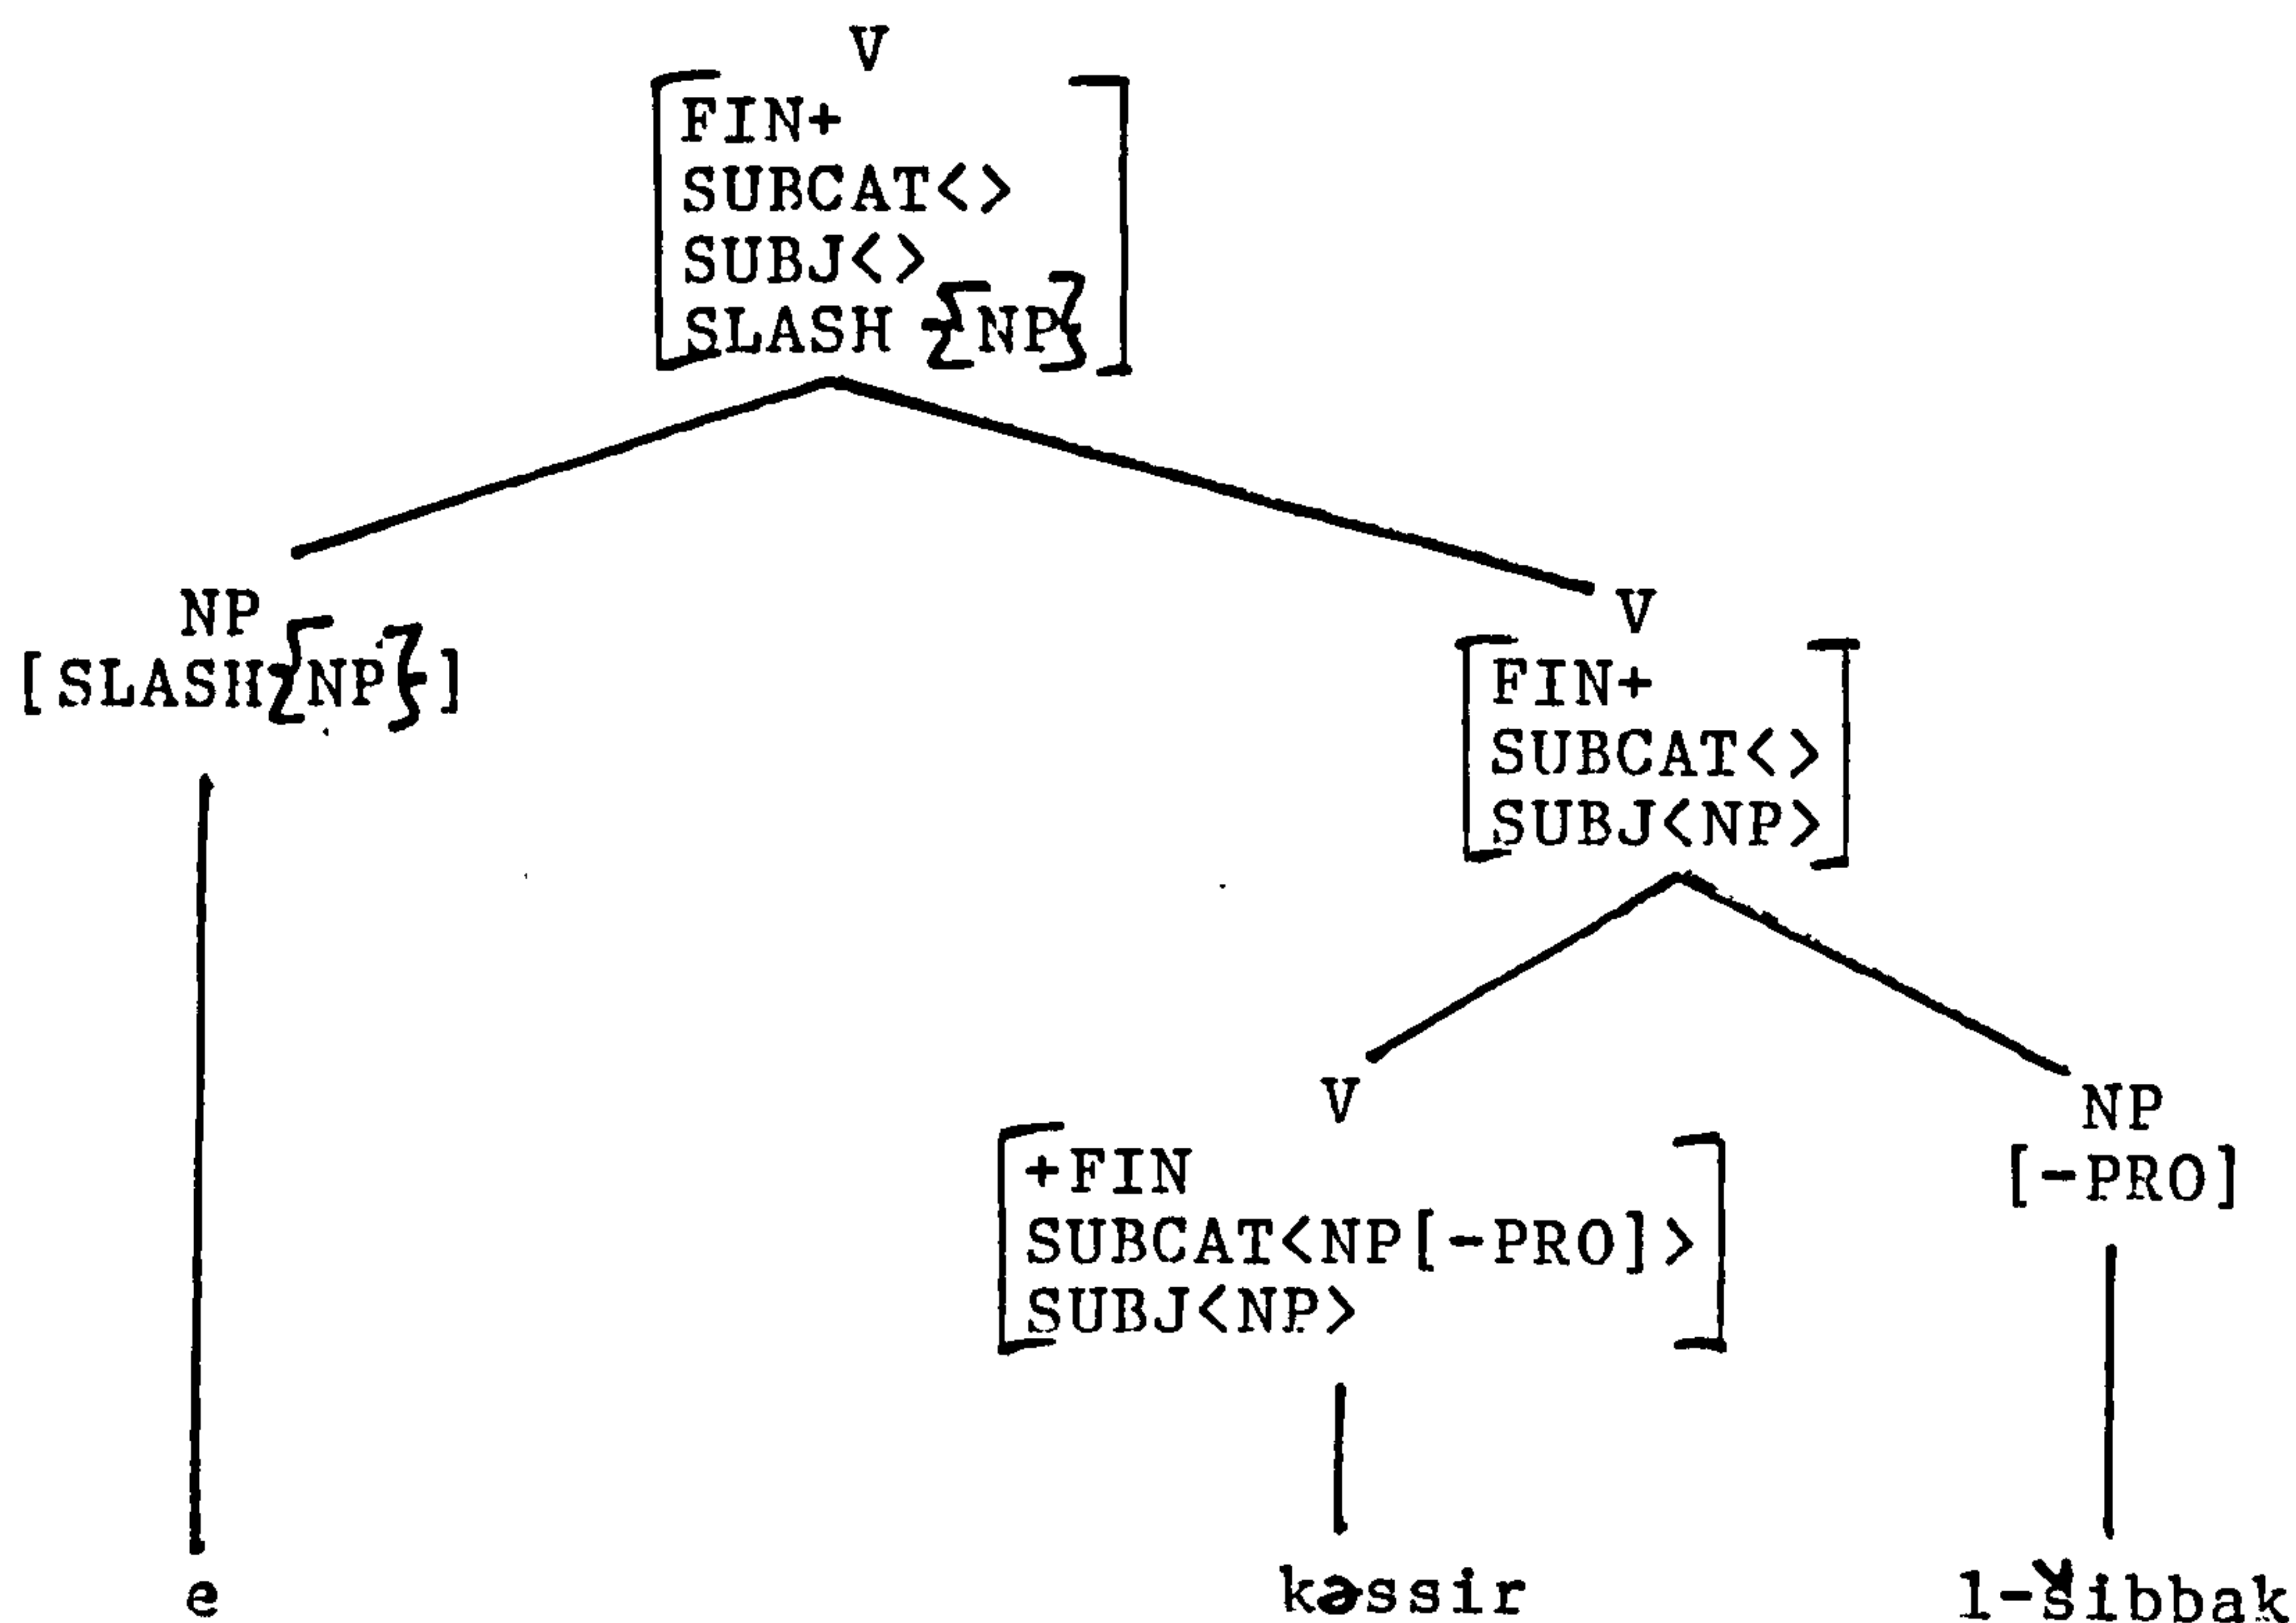 V
FIN+
SUBCAT<>
SUBJ<>
SLASH {NP}
NP
[SLASH{NP}]
V
FIN+
SUBCAT<>
SUBJ<NP>
V
+FIN
SUBCAT<NP[-PRO]>
SUBJ<NP>
NP
[-PRO]
e kəssir l-šibbak